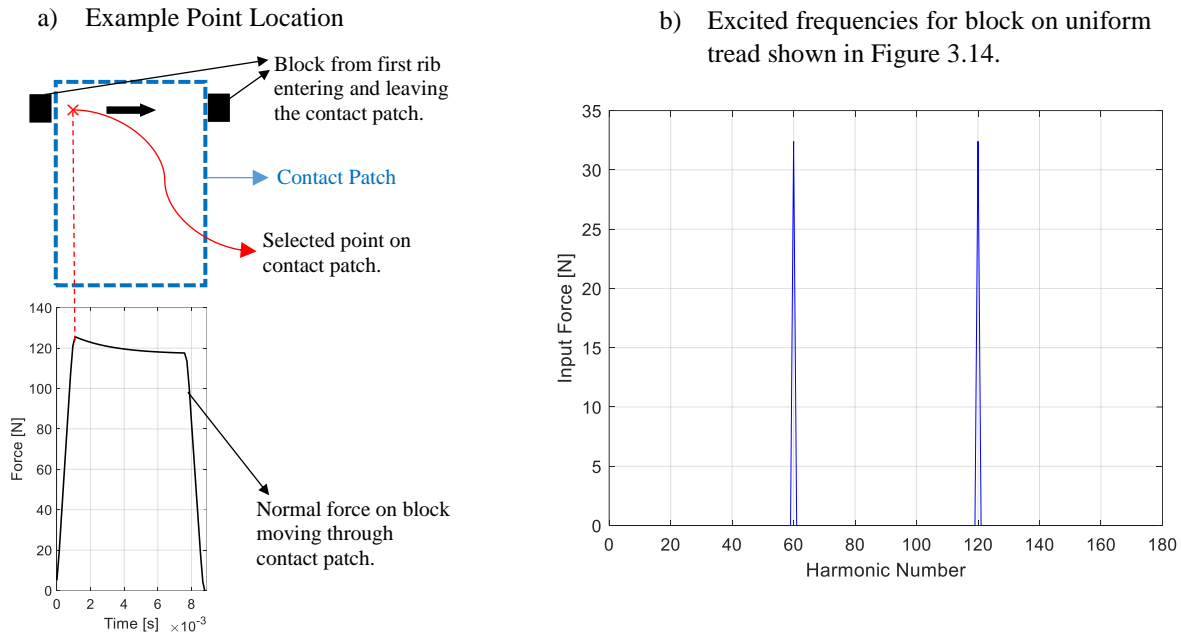 a) Example Point Location
Block from first rib
entering and leaving
the contact patch.
Contact Patch
Selected point on
contact patch.
140
120
100
80
60
40
20
0
Force [N]
0 2 4 6 8
Time [s] ×10⁻³
Normal force on block
moving through
contact patch.
b) Excited frequencies for block on uniform
tread shown in Figure 3.14.
35
30
25
20
15
10
5
0
Input Force [N]
0 20 40 60 80 100 120 140 160 180
Harmonic Number